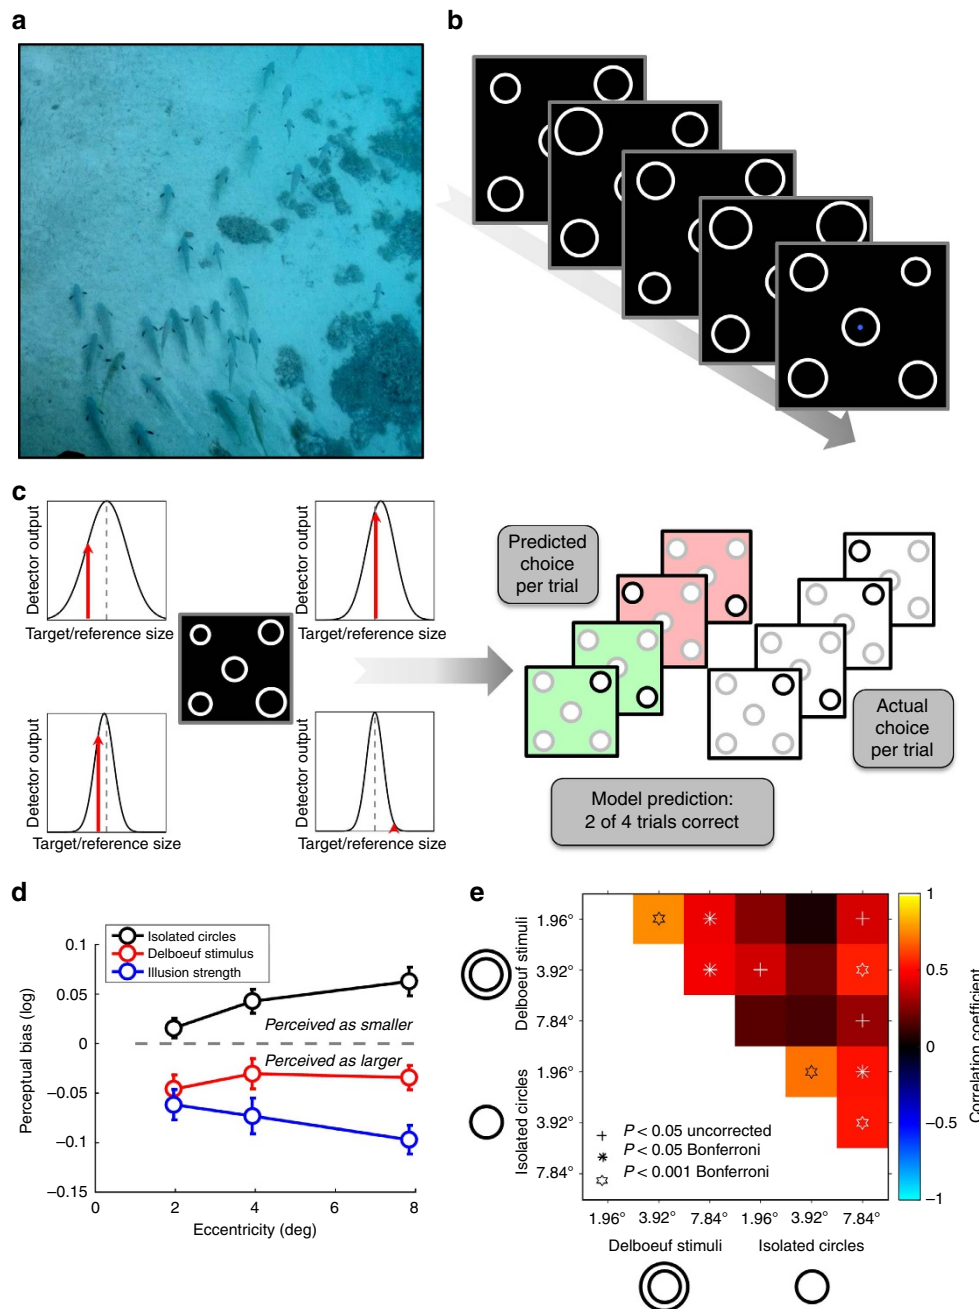 a
b
c
Detector output
Target/reference size
Detector output
Target/reference size
Detector output
Target/reference size
Detector output
Target/reference size
Predicted
choice
per trial
Actual
choice
per trial
Model prediction:
2 of 4 trials correct
d
Isolated circles
Delboeuf stimulus
Illusion strength
Perceptual bias (log)
0.1
0.05
0
−0.05
−0.1
−0.15
Perceived as smaller
Perceived as larger
0
2
4
6
8
Eccentricity (deg)
e
Delboeuf stimuli
1.96°
3.92°
7.84°
Isolated circles
1.96°
3.92°
7.84°
P < 0.05 uncorrected
P < 0.05 Bonferroni
P < 0.001 Bonferroni
1.96° 3.92° 7.84° 1.96° 3.92° 7.84°
Delboeuf stimuli Isolated circles
1
0.5
0
−0.5
−1
Correlation coefficient